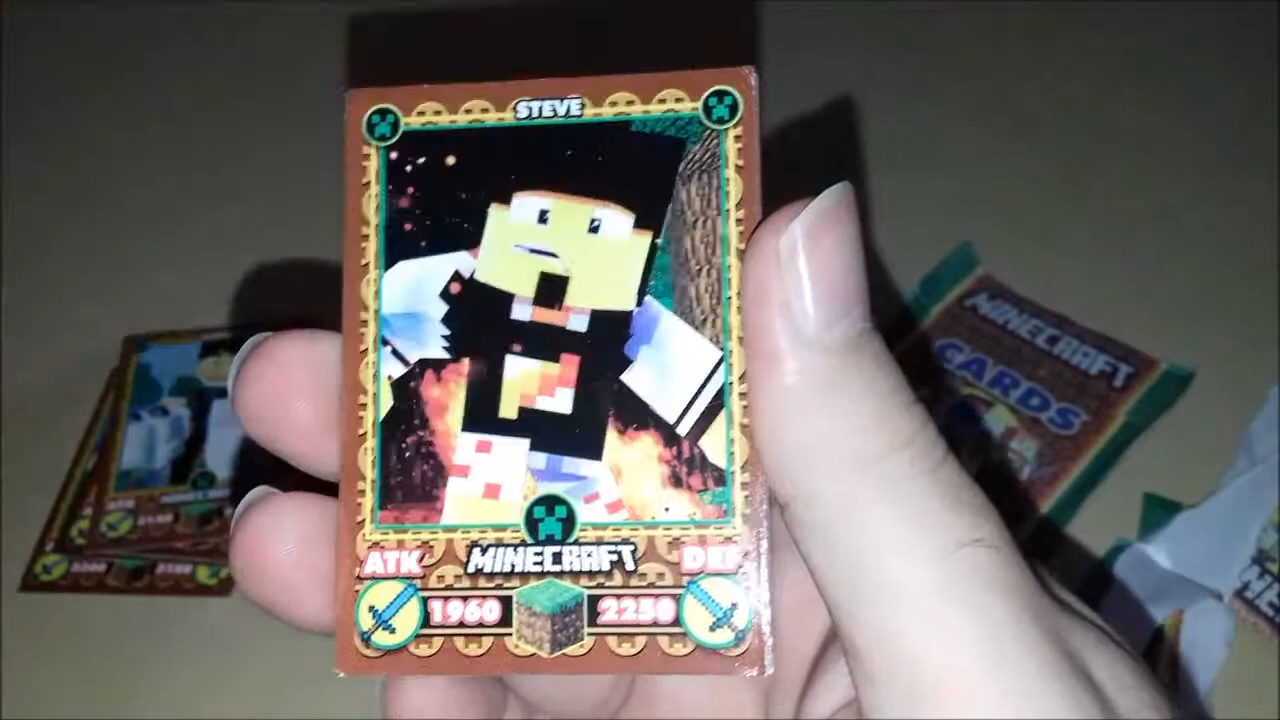 STEVE
ATK MINECRAFT DEF
1960 2250
MINECRAFT
CARDS